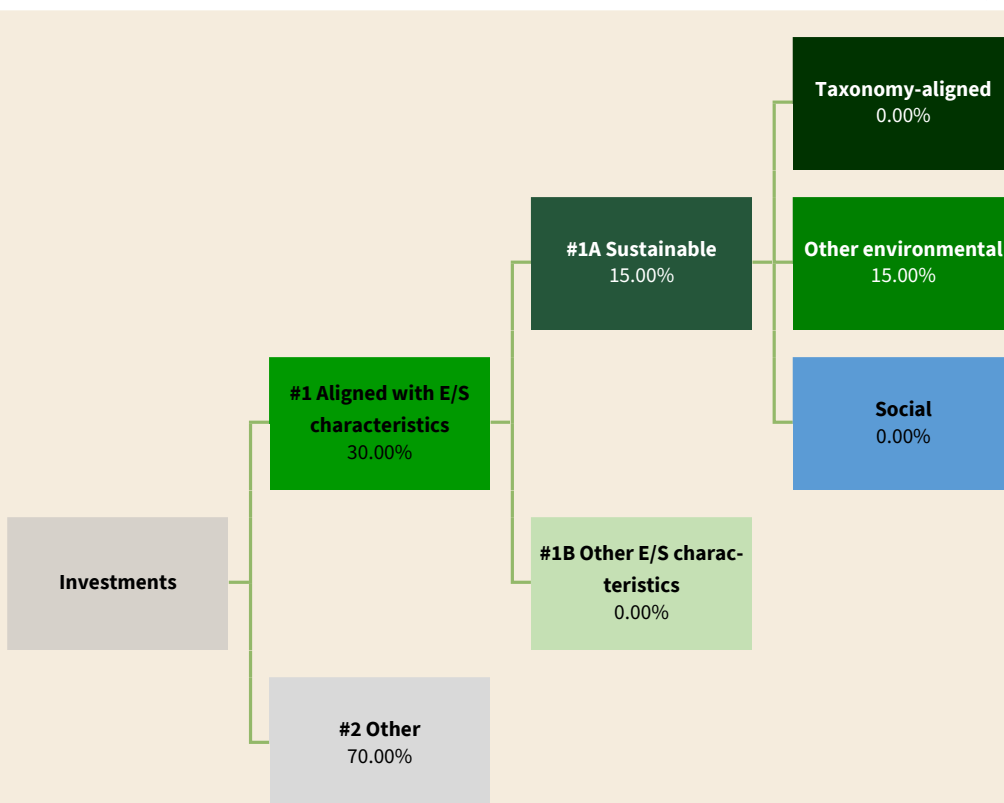 Taxonomy-aligned
0.00%
#1A Sustainable
15.00%
Other environmental
15.00%
#1 Aligned with E/S
characteristics
30.00%
Social
0.00%
Investments
#1B Other E/S charac-
teristics
0.00%
#2 Other
70.00%